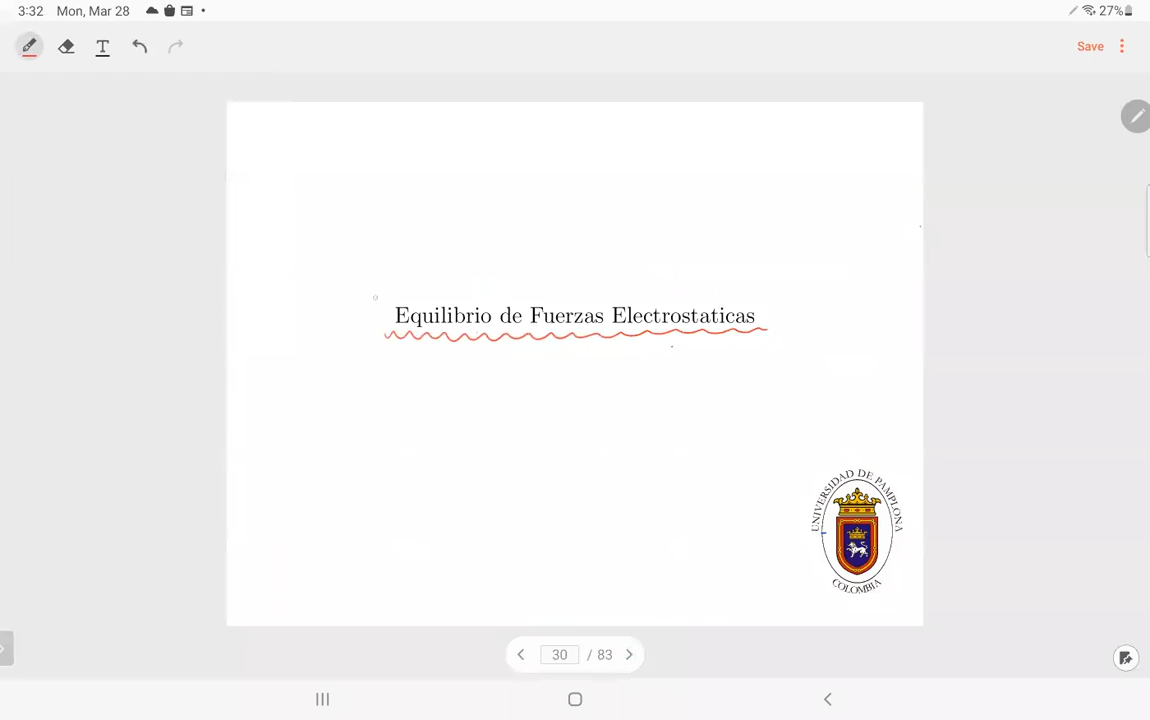 3:32 Mon, Mar 28
27%
T
Save
Equilibrio de Fuerzas Electrostaticas
UNIVERSIDAD DE PAMPLONA
COLOMBIA
30 / 83